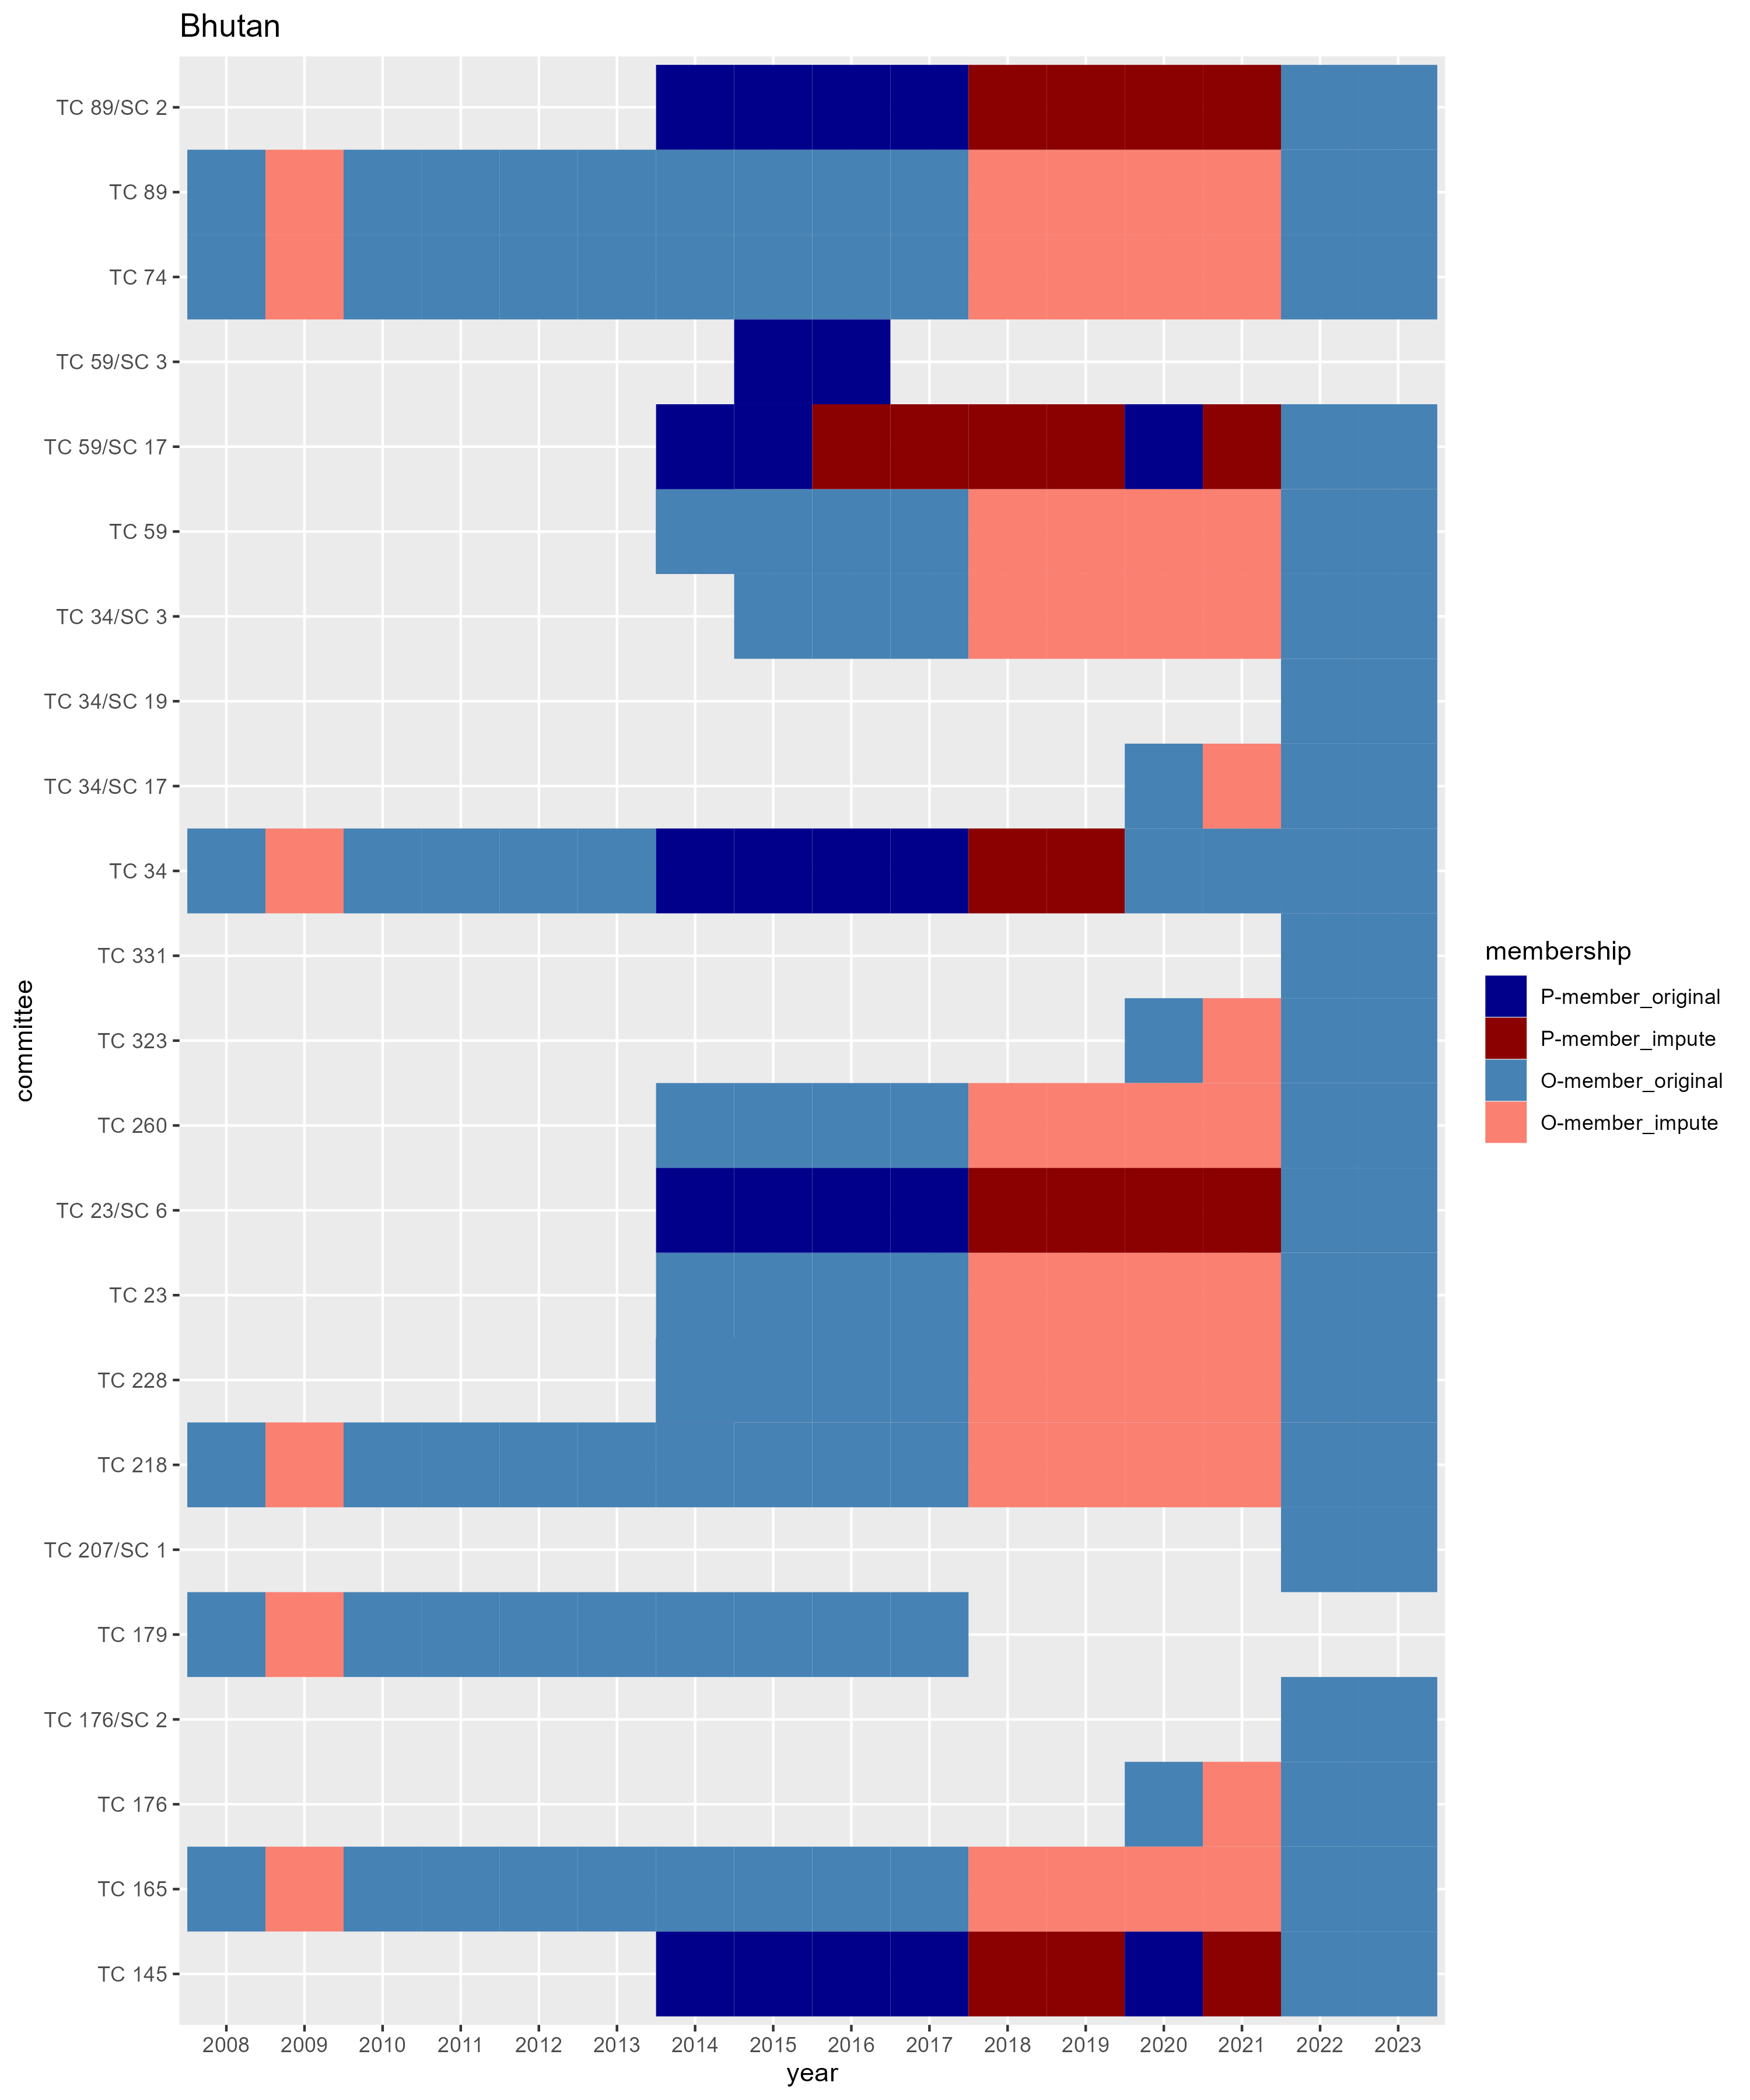 Bhutan
TC 89/SC 2
TC 89
TC 74
TC 59/SC 3
TC 59/SC 17
TC 59
TC 34/SC 3
TC 34/SC 19
TC 34/SC 17
TC 34
TC 331
TC 323
TC 260
TC 23/SC 6
TC 23
TC 228
TC 218
TC 207/SC 1
TC 179
TC 176/SC 2
TC 176
TC 165
TC 145
committee
2008 2009 2010 2011 2012 2013 2014 2015 2016 2017 2018 2019 2020 2021 2022 2023
year
membership
P-member_original
P-member_impute
O-member_original
O-member_impute